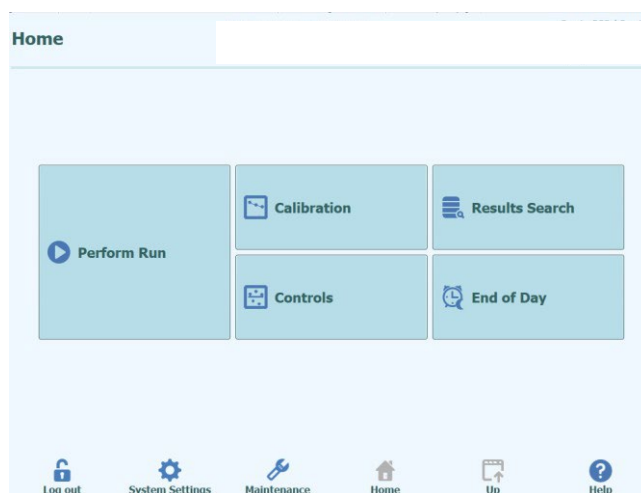 Home
Perform Run
Calibration
Results Search
Controls
End of Day
Log out
System Settings
Maintenance
Home
Up
Help